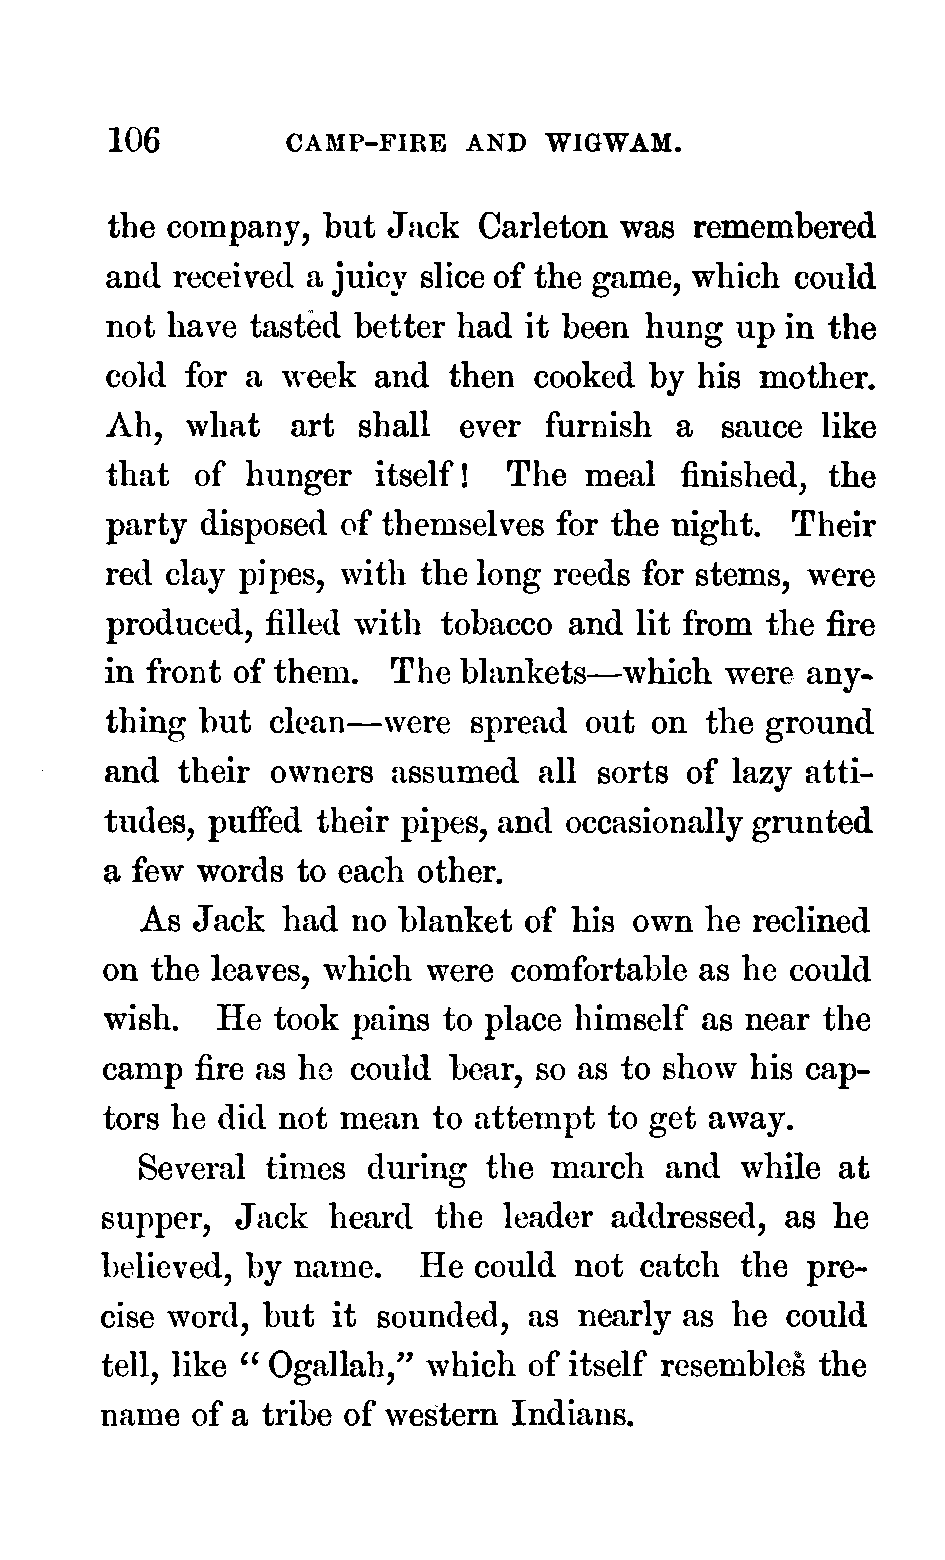 106 CAMP-FIRE AND WIGWAM.
the company, but Jack Carleton was remembered
and received a juicy slice of the game, which could
not have tasted better had it been hung up in the
cold for a week and then cooked by his mother.
Ah, what art shall ever furnish a sauce like
that of hunger itself! The meal finished, the
party disposed of themselves for the night. Their
red clay pipes, with the long reeds for stems, were
produced, filled with tobacco and lit from the fire
in front of them. The blankets—which were any-
thing but clean—were spread out on the ground
and their owners assumed all sorts of lazy atti-
tudes, puffed their pipes, and occasionally grunted
a few words to each other.
As Jack had no blanket of his own he reclined
on the leaves, which were comfortable as he could
wish. He took pains to place himself as near the
camp fire as he could bear, so as to show his cap-
tors he did not mean to attempt to get away.
Several times during the march and while at
supper, Jack heard the leader addressed, as he
believed, by name. He could not catch the pre-
cise word, but it sounded, as nearly as he could
tell, like "Ogallah," which of itself resembles the
name of a tribe of western Indians.